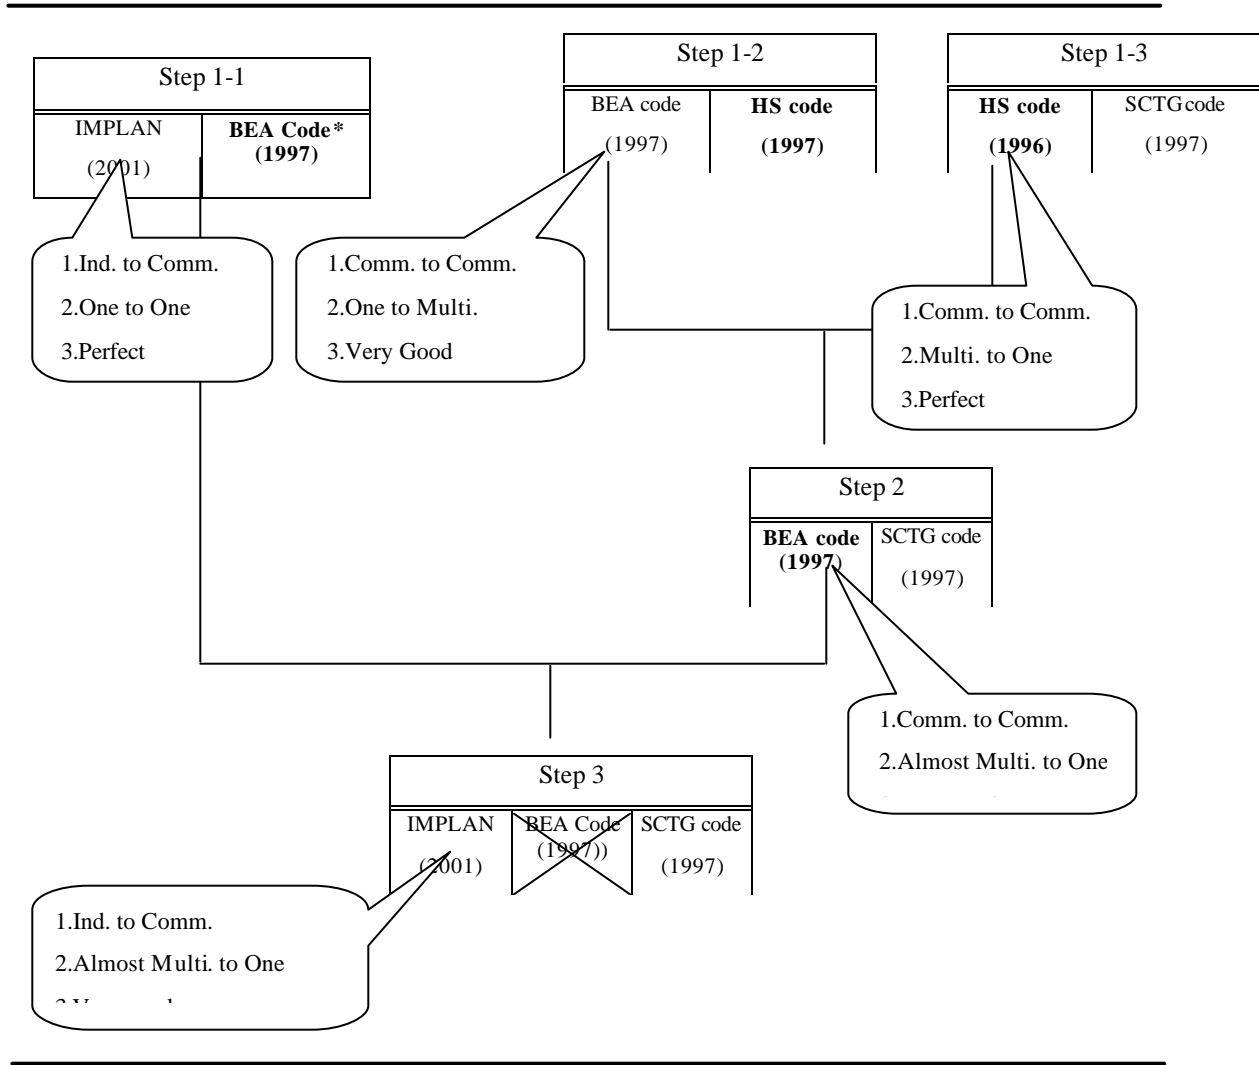 Step 1-1
IMPLAN
(2001)
BEA Code*
(1997)
Step 1-2
BEA code
(1997)
HS code
(1997)
Step 1-3
HS code
(1996)
SCTG code
(1997)
1.Ind. to Comm.
2.One to One
3.Perfect
1.Comm. to Comm.
2.One to Multi.
3.Very Good
1.Comm. to Comm.
2.Multi. to One
3.Perfect
Step 2
BEA code
(1997)
SCTG code
(1997)
1.Comm. to Comm.
2.Almost Multi. to One
Step 3
IMPLAN
(2001)
BEA Code
(1997))
SCTG code
(1997)
1.Ind. to Comm.
2.Almost Multi. to One